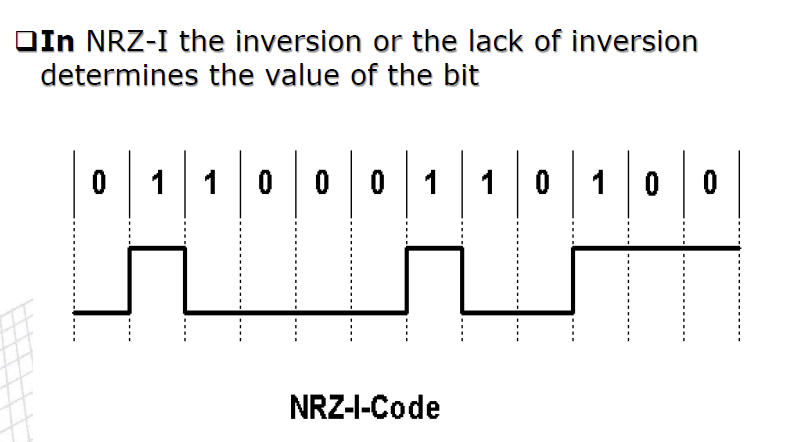 ❑In NRZ-I the inversion or the lack of inversion
determines the value of the bit
0 1 1 0 0 0 1 1 0 1 0 0
NRZ-I-Code